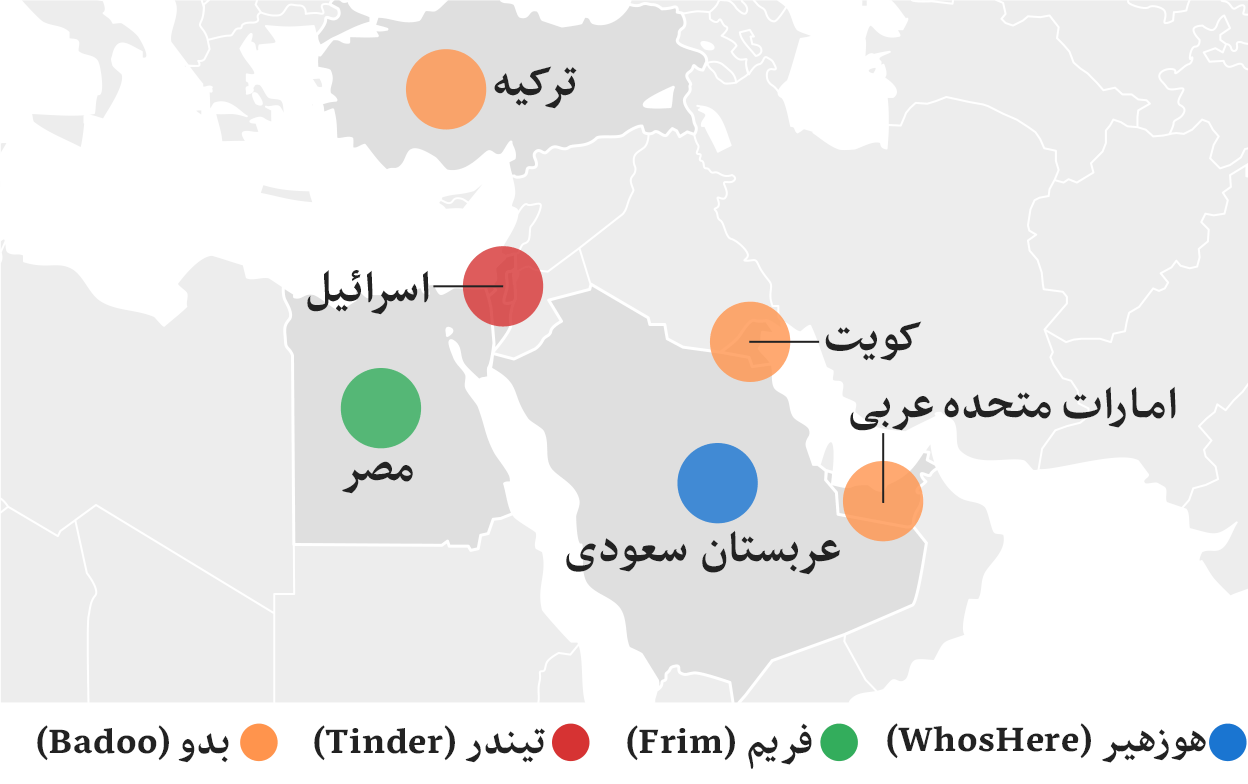 ترکیه
اسرائیل
کویت
امارات متحده عربی
مصر
عربستان سعودی
هوزهیر (WhosHere)
فریم (Frim)
تیندر (Tinder)
بدو (Badoo)